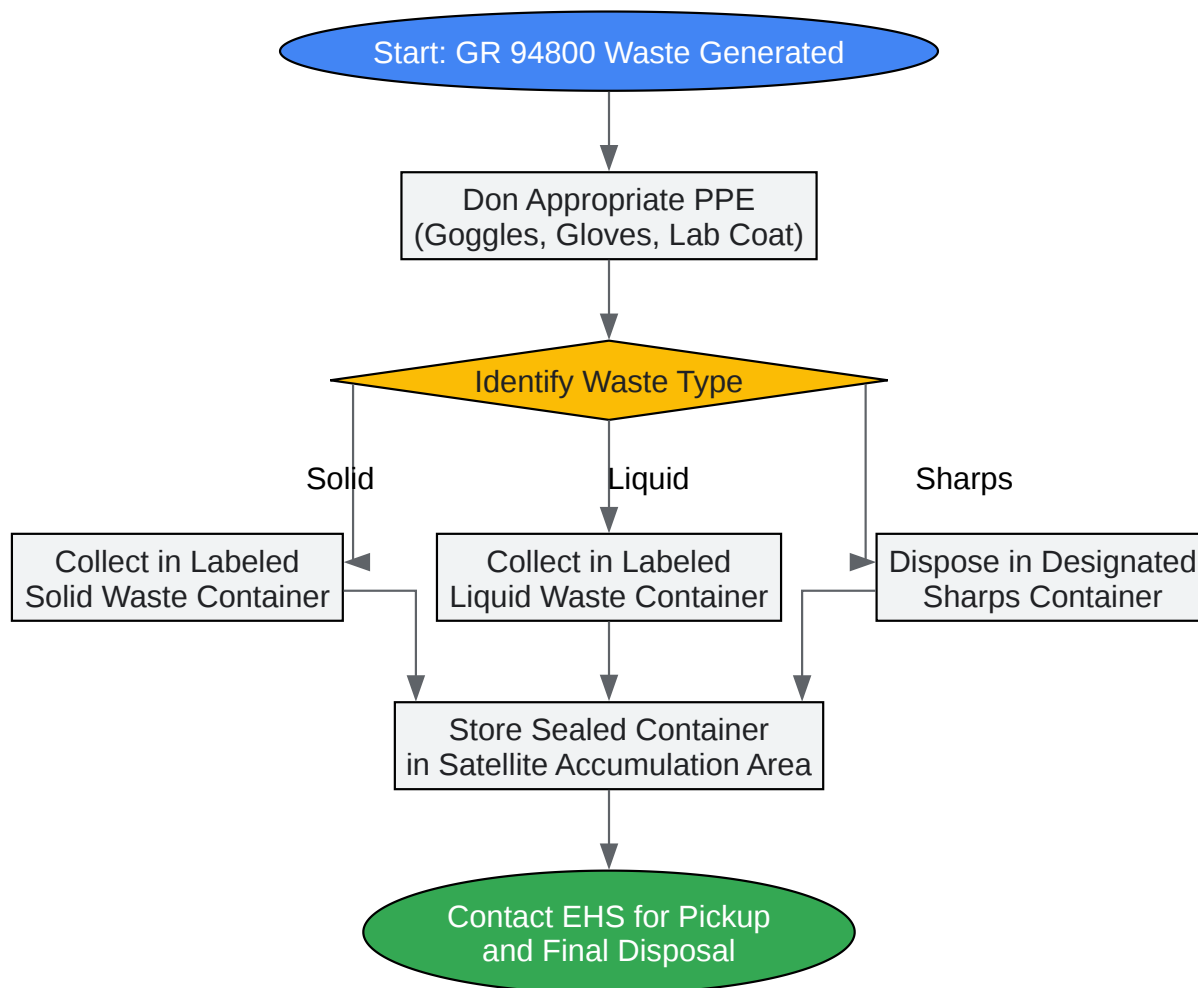 Start: GR 94800 Waste Generated
Don Appropriate PPE
(Goggles, Gloves, Lab Coat)
Identify Waste Type
Solid
Liquid
Sharps
Collect in Labeled
Solid Waste Container
Collect in Labeled
Liquid Waste Container
Dispose in Designated
Sharps Container
Store Sealed Container
in Satellite Accumulation Area
Contact EHS for Pickup
and Final Disposal